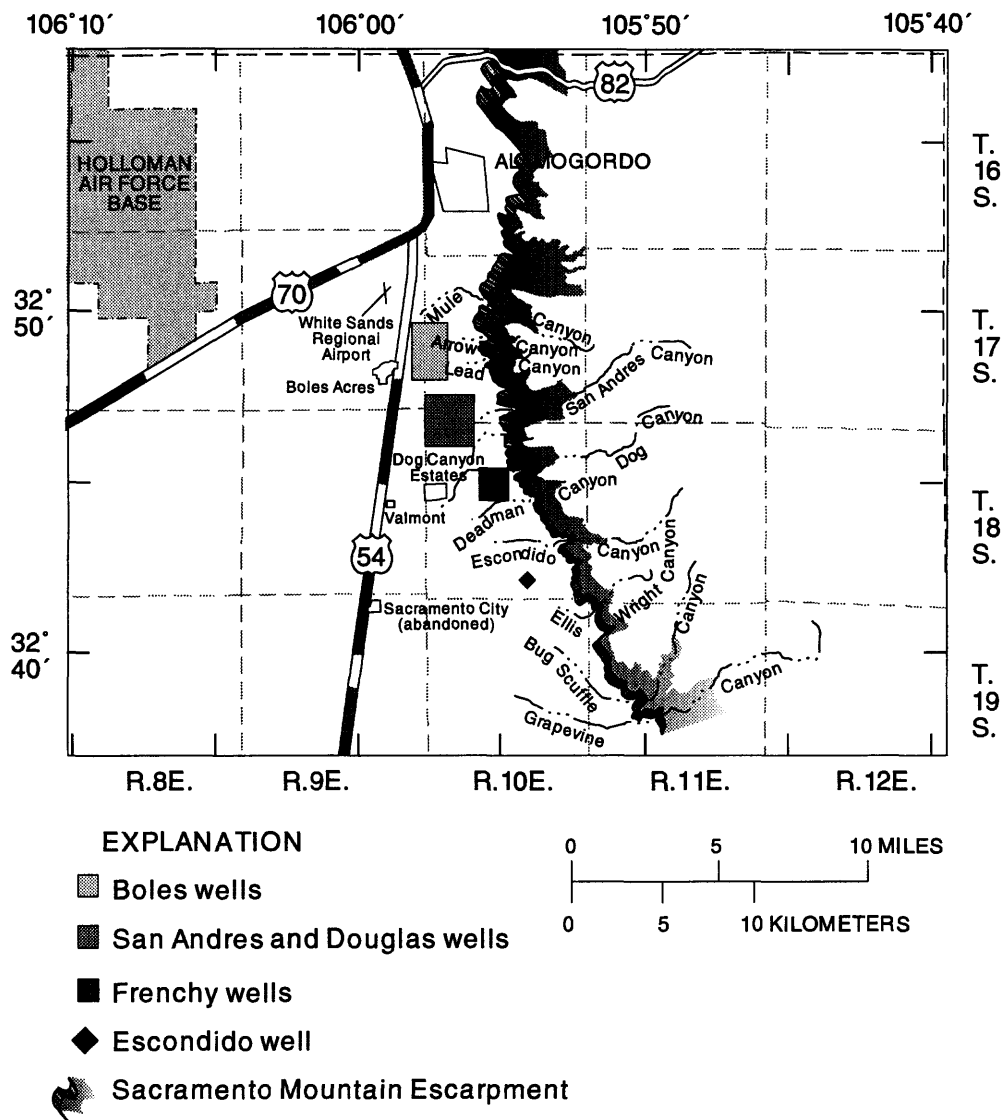 106°10′
106°00′
105°50′
105°40′
82
ALAMOGORDO
T.
16
S.
HOLLOMAN
AIR FORCE
BASE
70
32°
50′
White Sands
Regional
Airport
Mule
Canyon
Arrow
Canyon
Lead
Canyon
Boles Acres
San Andres
Canyon
T.
17
S.
Canyon
Dog
Dog Canyon
Estates
Canyon
Deadman
Valmont
Escondido
Canyon
54
T.
18
S.
Canyon
Wright
Canyon
Ellis
Sacramento City
(abandoned)
32°
40′
Bug Scuffle
Canyon
Grapevine
T.
19
S.
R.8E.
R.9E.
R.10E.
R.11E.
R.12E.
EXPLANATION
Boles wells
San Andres and Douglas wells
Frenchy wells
Escondido well
Sacramento Mountain Escarpment
0
5
10 MILES
0
5
10 KILOMETERS